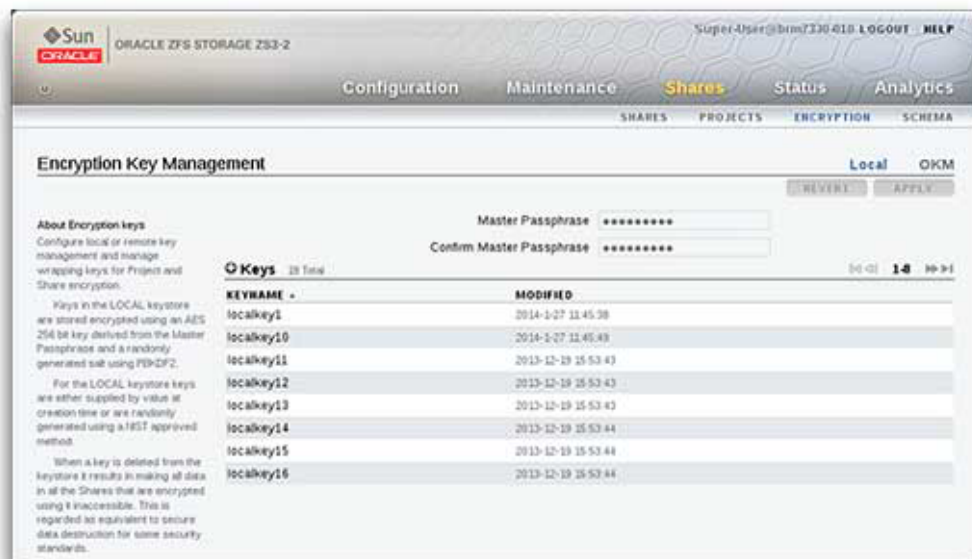 Sun
ORACLE
ORACLE ZFS STORAGE ZS3-2
Super-User@brm7330-010 LOGOUT HELP
Configuration Maintenance Shares Status Analytics
SHARES PROJECTS ENCRYPTION SCHEMA
Encryption Key Management
Local OKM
REVERT APPLY
About Encryption keys
Configure local or remote key
management and manage
wrapping keys for Project and
Share encryption.
Keys in the LOCAL keystore
are stored encrypted using an AES
256 bit key derived from the Master
Passphrase and a randomly
generated salt using PBKDF2.
For the LOCAL keystore keys
are either supplied by value at
creation time or are randomly
generated using a NIST approved
method.
When a key is deleted from the
keystore it results in making all data
in all the Shares that are encrypted
using it inaccessible. This is
regarded as equivalent to secure
data destruction for some security
standards.
Master Passphrase •••••••••
Confirm Master Passphrase •••••••••
Keys Total 1-8
KEYNAME MODIFIED
localkey1 2014-1-27 11:45:38
localkey10 2014-1-27 11:45:49
localkey11 2013-12-19 15:53:43
localkey12 2013-12-19 15:53:43
localkey13 2013-12-19 15:53:43
localkey14 2013-12-19 15:53:44
localkey15 2013-12-19 15:53:44
localkey16 2013-12-19 15:53:44